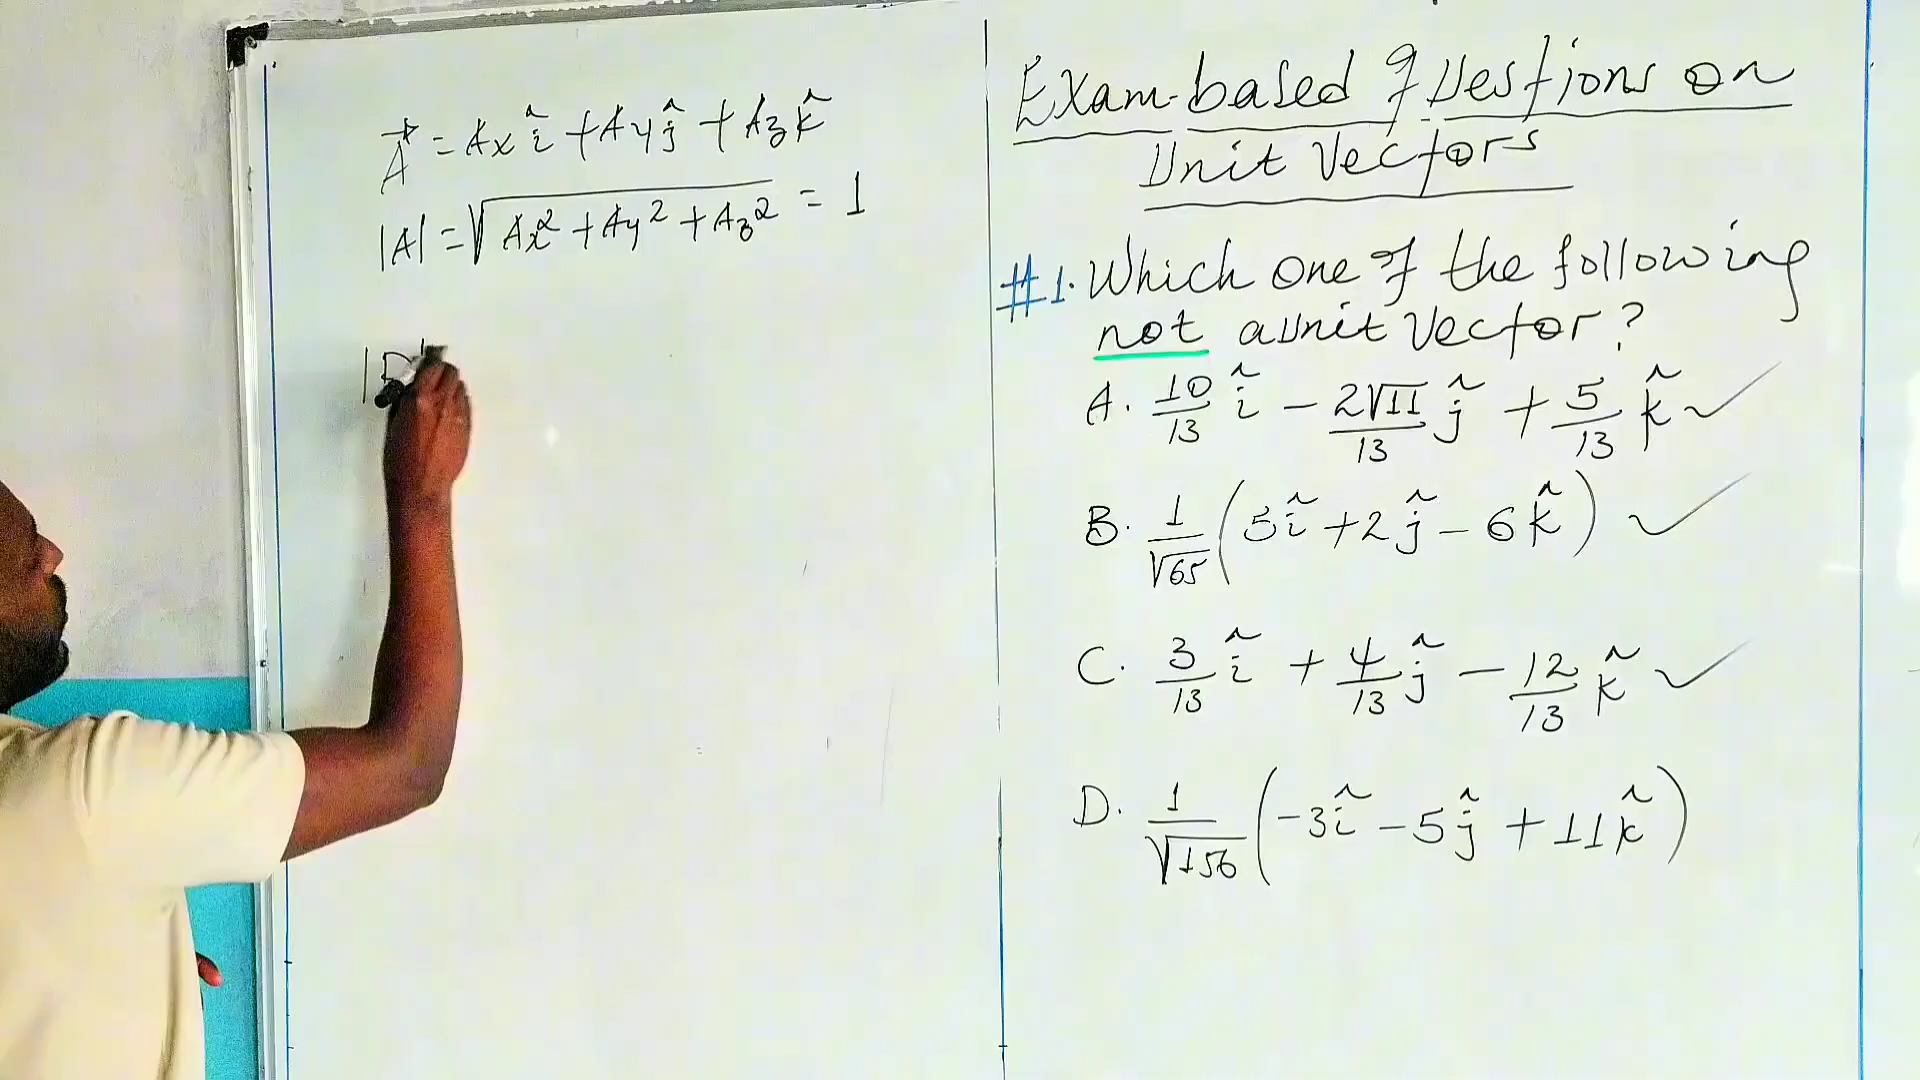 A⃗ = Ax î + Ay ĵ + Az k̂
|A| = √(Ax² + Ay² + Az²) = 1
|D|
Exam-based questions on
Unit Vectors
#1. Which one of the following
not a unit vector?
A. 10/13 î − 2√11/13 ĵ + 5/13 k̂ ✓
B. 1/√65 (5î + 2ĵ − 6k̂) ✓
C. 3/13 î + 4/13 ĵ − 12/13 k̂ ✓
D. 1/√156 (−3î − 5ĵ + 11k̂)